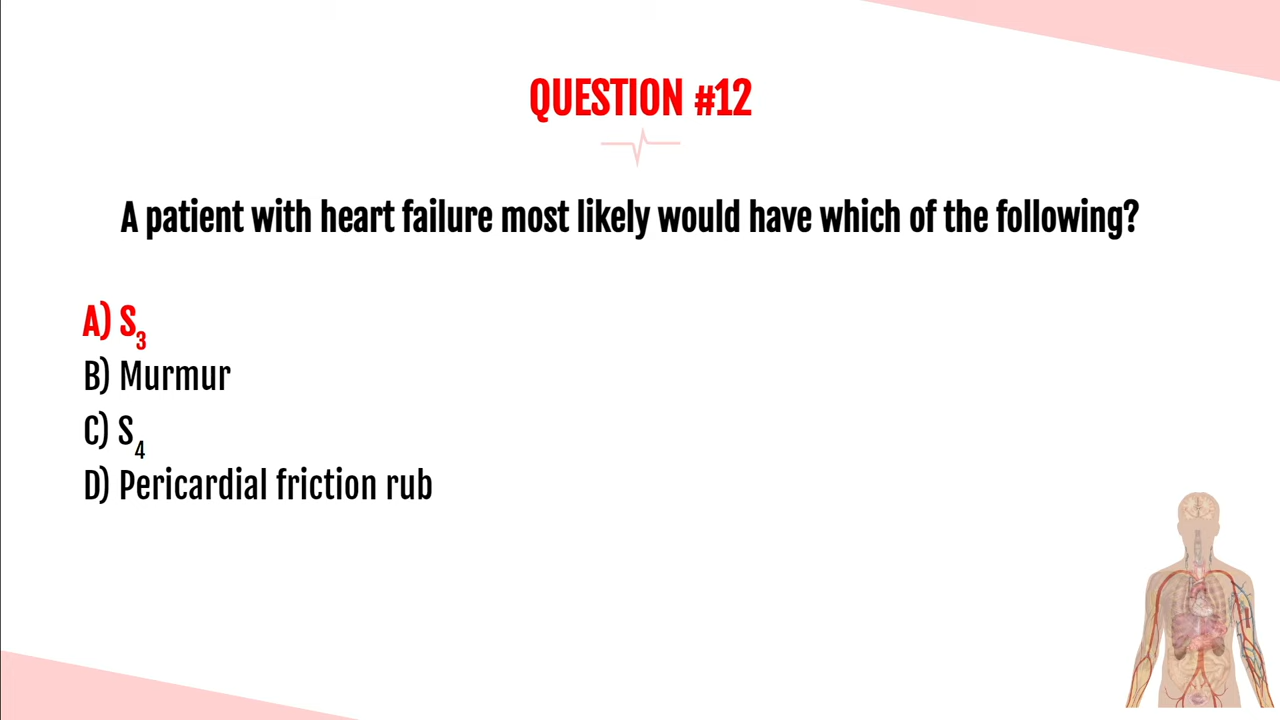 QUESTION #12
A patient with heart failure most likely would have which of the following?
A) S₃
B) Murmur
C) S₄
D) Pericardial friction rub